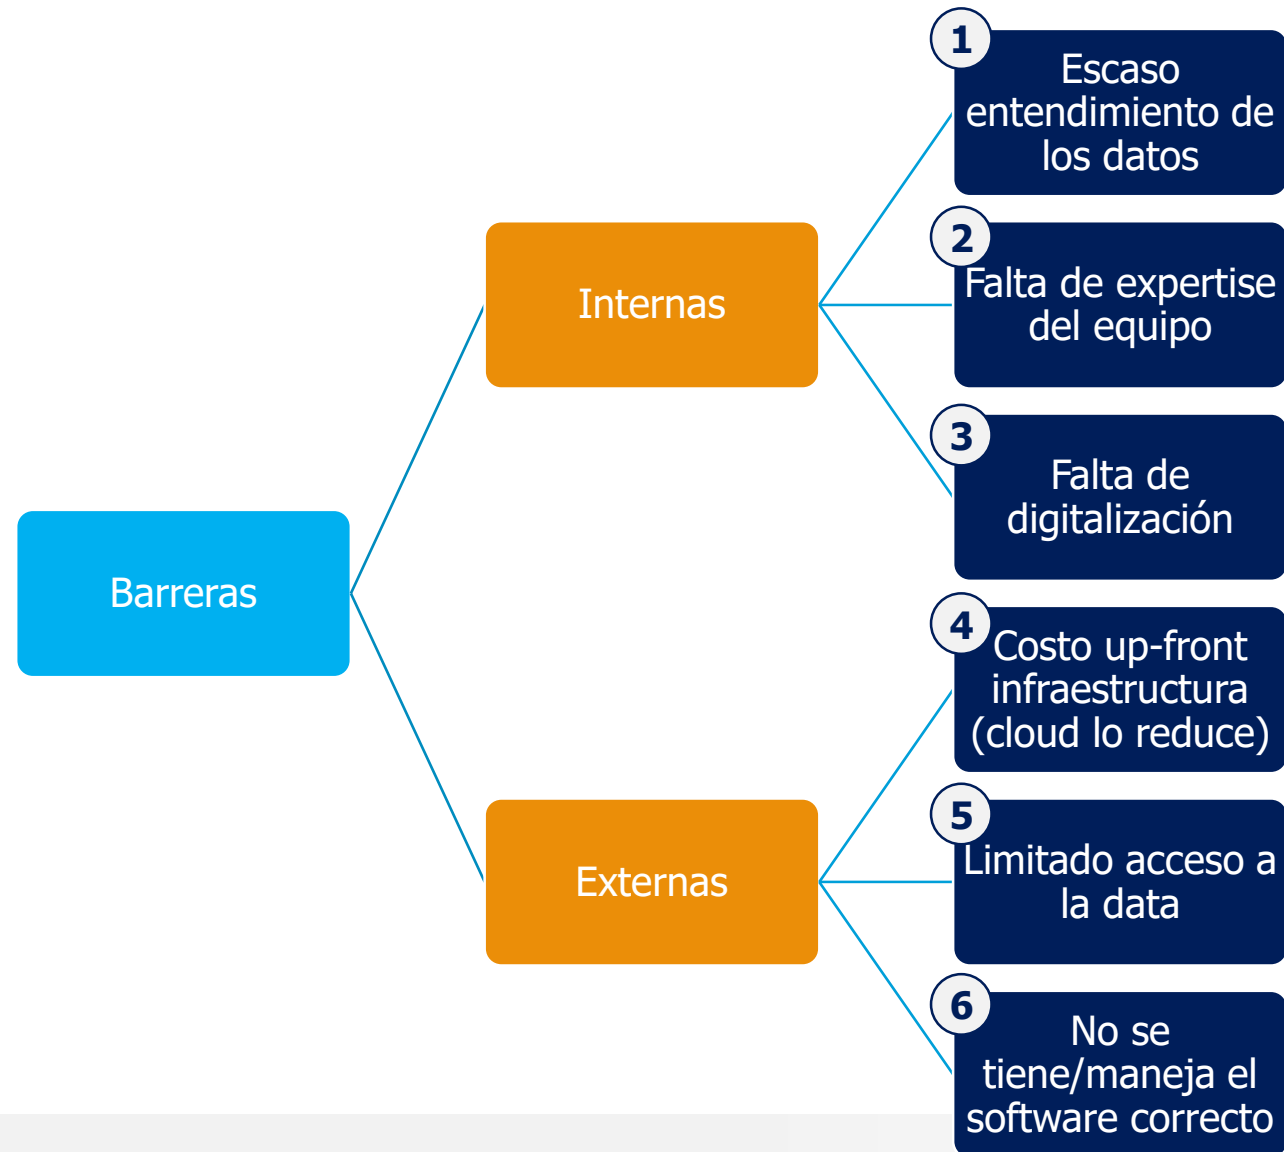 Barreras
Internas
1
Escaso
entendimiento de
los datos
2
Falta de expertise
del equipo
3
Falta de
digitalización
Externas
4
Costo up-front
infraestructura
(cloud lo reduce)
5
Limitado acceso a
la data
6
No se
tiene/maneja el
software correcto